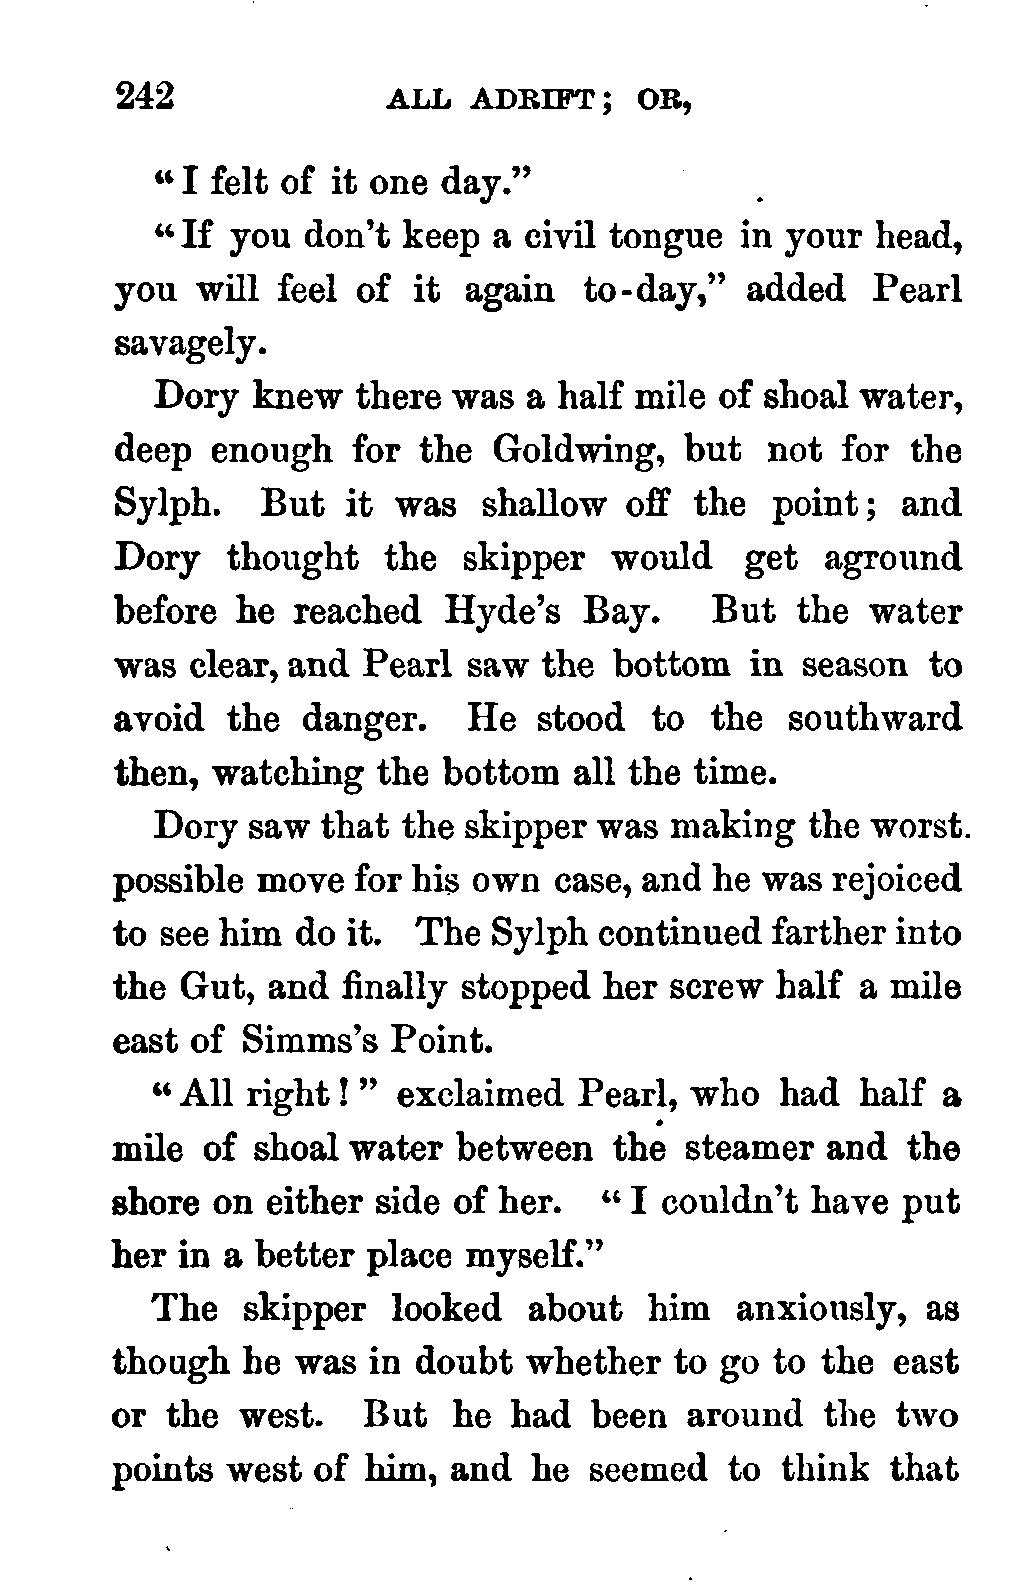 242 ALL ADRIFT; OR,
"I felt of it one day."
"If you don't keep a civil tongue in your head,
you will feel of it again to-day," added Pearl
savagely.
Dory knew there was a half mile of shoal water,
deep enough for the Goldwing, but not for the
Sylph. But it was shallow off the point; and
Dory thought the skipper would get aground
before he reached Hyde's Bay. But the water
was clear, and Pearl saw the bottom in season to
avoid the danger. He stood to the southward
then, watching the bottom all the time.
Dory saw that the skipper was making the worst
possible move for his own case, and he was rejoiced
to see him do it. The Sylph continued farther into
the Gut, and finally stopped her screw half a mile
east of Simms's Point.
"All right!" exclaimed Pearl, who had half a
mile of shoal water between the steamer and the
shore on either side of her. "I couldn't have put
her in a better place myself."
The skipper looked about him anxiously, as
though he was in doubt whether to go to the east
or the west. But he had been around the two
points west of him, and he seemed to think that